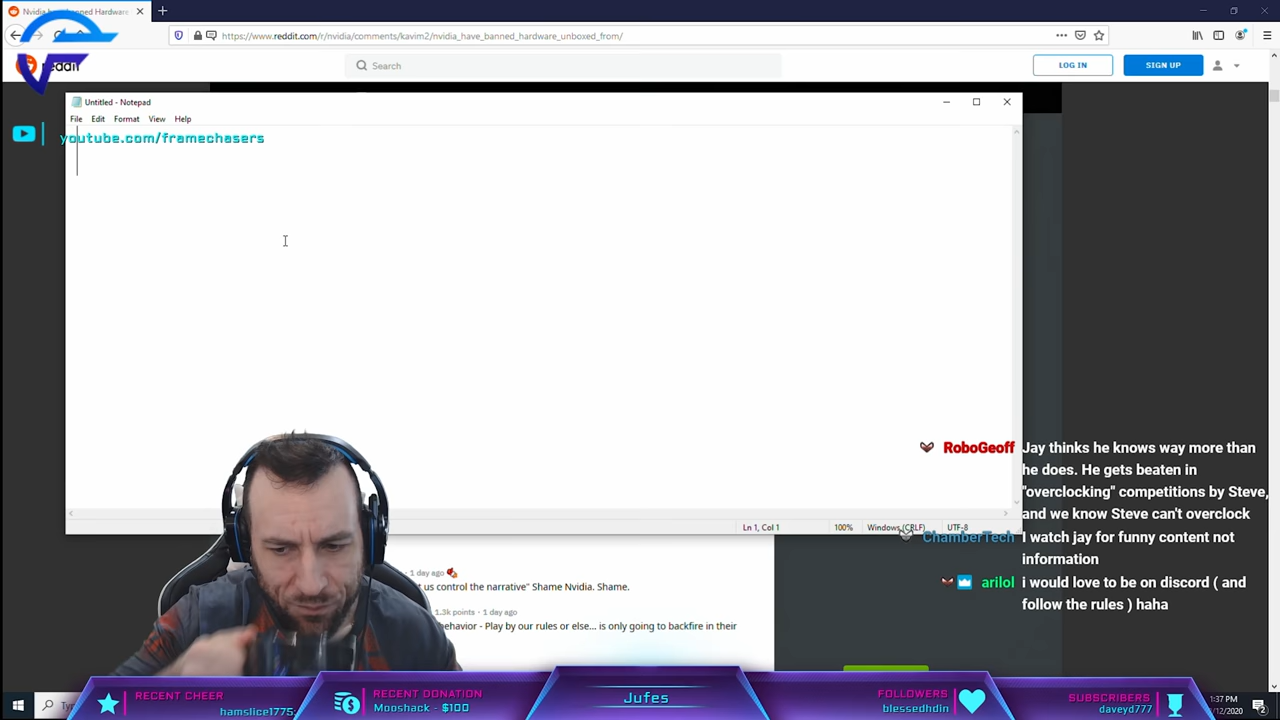 Nvidia have banned Hardware
https://www.reddit.com/r/nvidia/comments/kavim2/nvidia_have_banned_hardware_unboxed_from/
reddit
Search
LOG IN
SIGN UP
Untitled - Notepad
File Edit Format View Help
youtube.com/framechasers
RoboGeoff Jay thinks he knows way more than
he does. He gets beaten in
"overclocking" competitions by Steve,
and we know Steve can't overclock
Ln 1, Col 1 100% Windows (CRLF) UTF-8
ChamberTech
I watch jay for funny content not
information
arilol i would love to be on discord ( and
follow the rules ) haha
1 day ago
us control the narrative" Shame Nvidia. Shame.
1.3k points · 1 day ago
- Play by our rules or else... is only going to backfire in their
RECENT CHEER
hamslice1775
RECENT DONATION
Mooshack - $100
Jufes
FOLLOWERS
blessedhdin
SUBSCRIBERS
daveyd777
1:37 PM
/12/2020